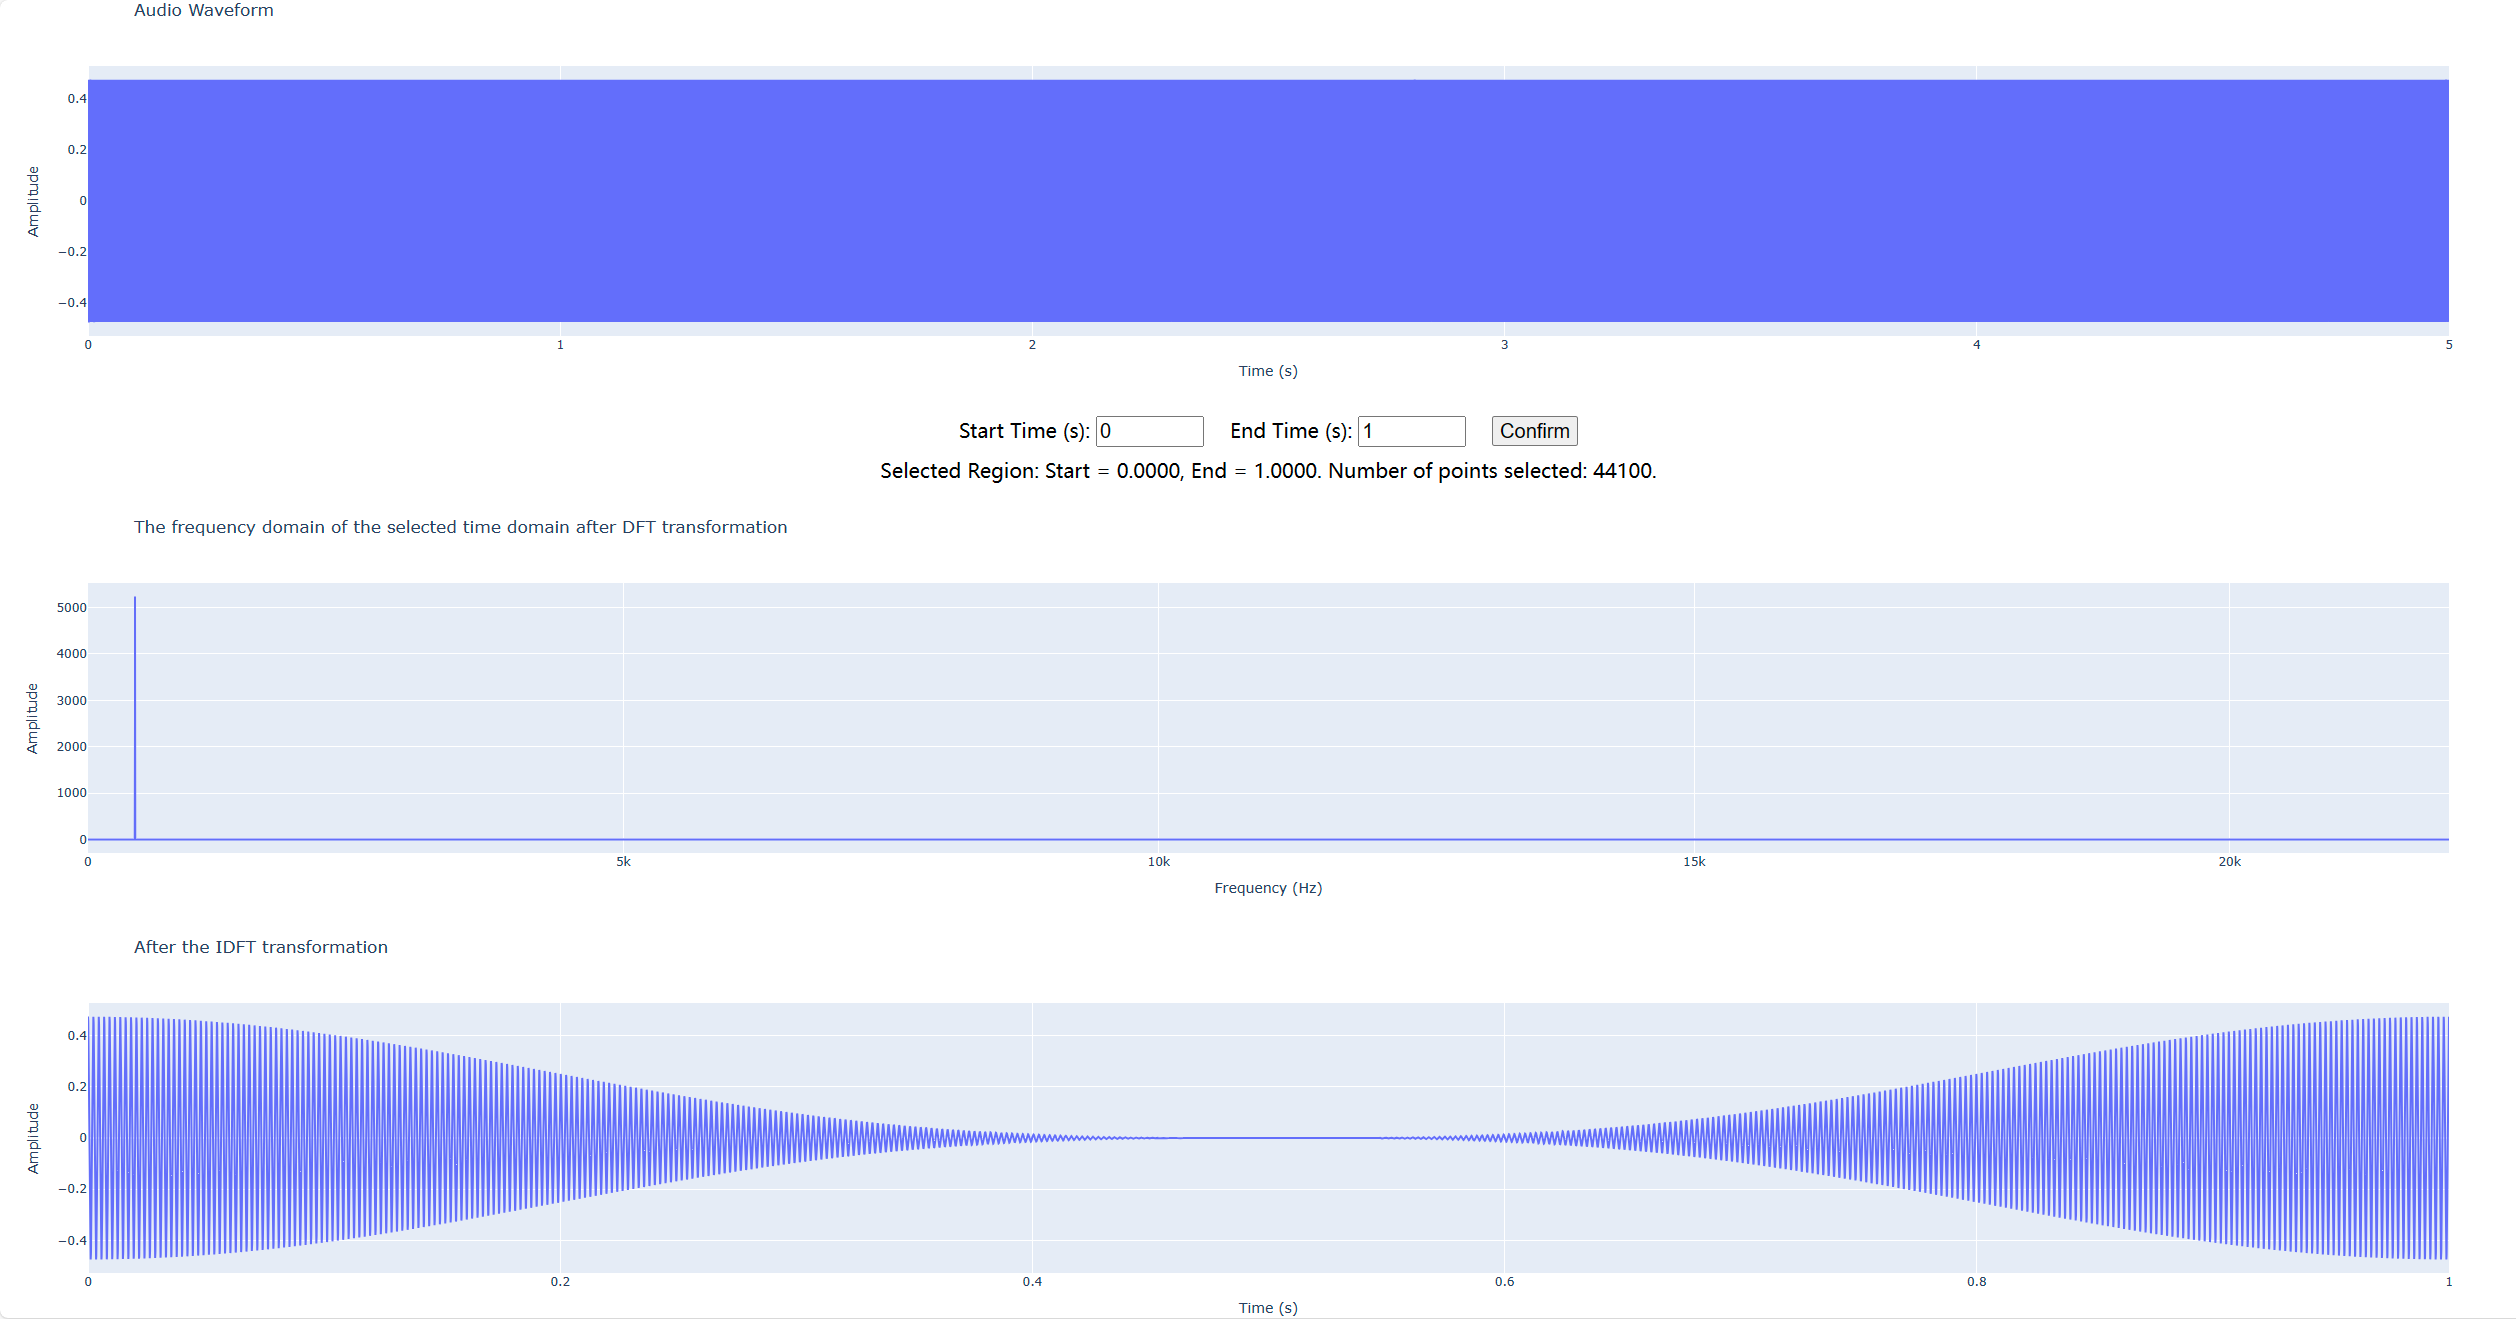 Audio Waveform
0.4
0.2
0
−0.2
−0.4
Amplitude
0 1 2 3 4 5
Time (s)
Start Time (s): 0 End Time (s): 1 Confirm
Selected Region: Start = 0.0000, End = 1.0000. Number of points selected: 44100.
The frequency domain of the selected time domain after DFT transformation
5000
4000
3000
2000
1000
0
Amplitude
0 5k 10k 15k 20k
Frequency (Hz)
After the IDFT transformation
0.4
0.2
0
−0.2
−0.4
Amplitude
0 0.2 0.4 0.6 0.8 1
Time (s)